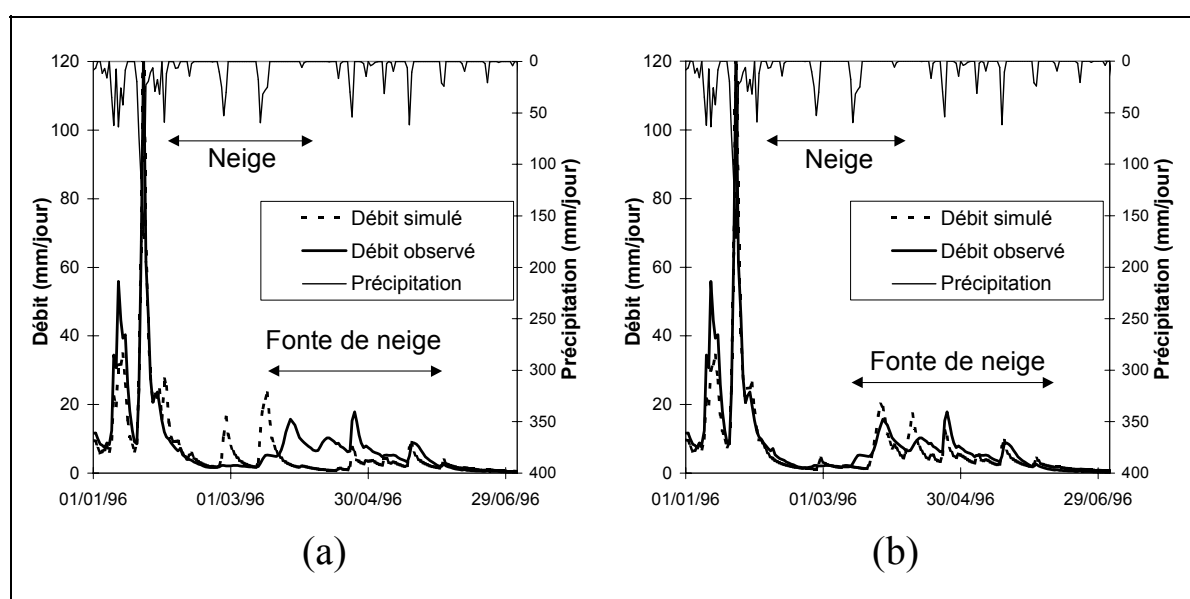 120
100
80
60
40
20
0
Débit (mm/jour)
0
50
100
150
200
250
300
350
400
Précipitation (mm/jour)
Neige
Débit simulé
Débit observé
Précipitation
Fonte de neige
01/01/96
01/03/96
30/04/96
29/06/96
(a)
120
100
80
60
40
20
0
Débit (mm/jour)
0
50
100
150
200
250
300
350
400
Précipitation (mm/jour)
Neige
Débit simulé
Débit observé
Précipitation
Fonte de neige
01/01/96
01/03/96
30/04/96
29/06/96
(b)